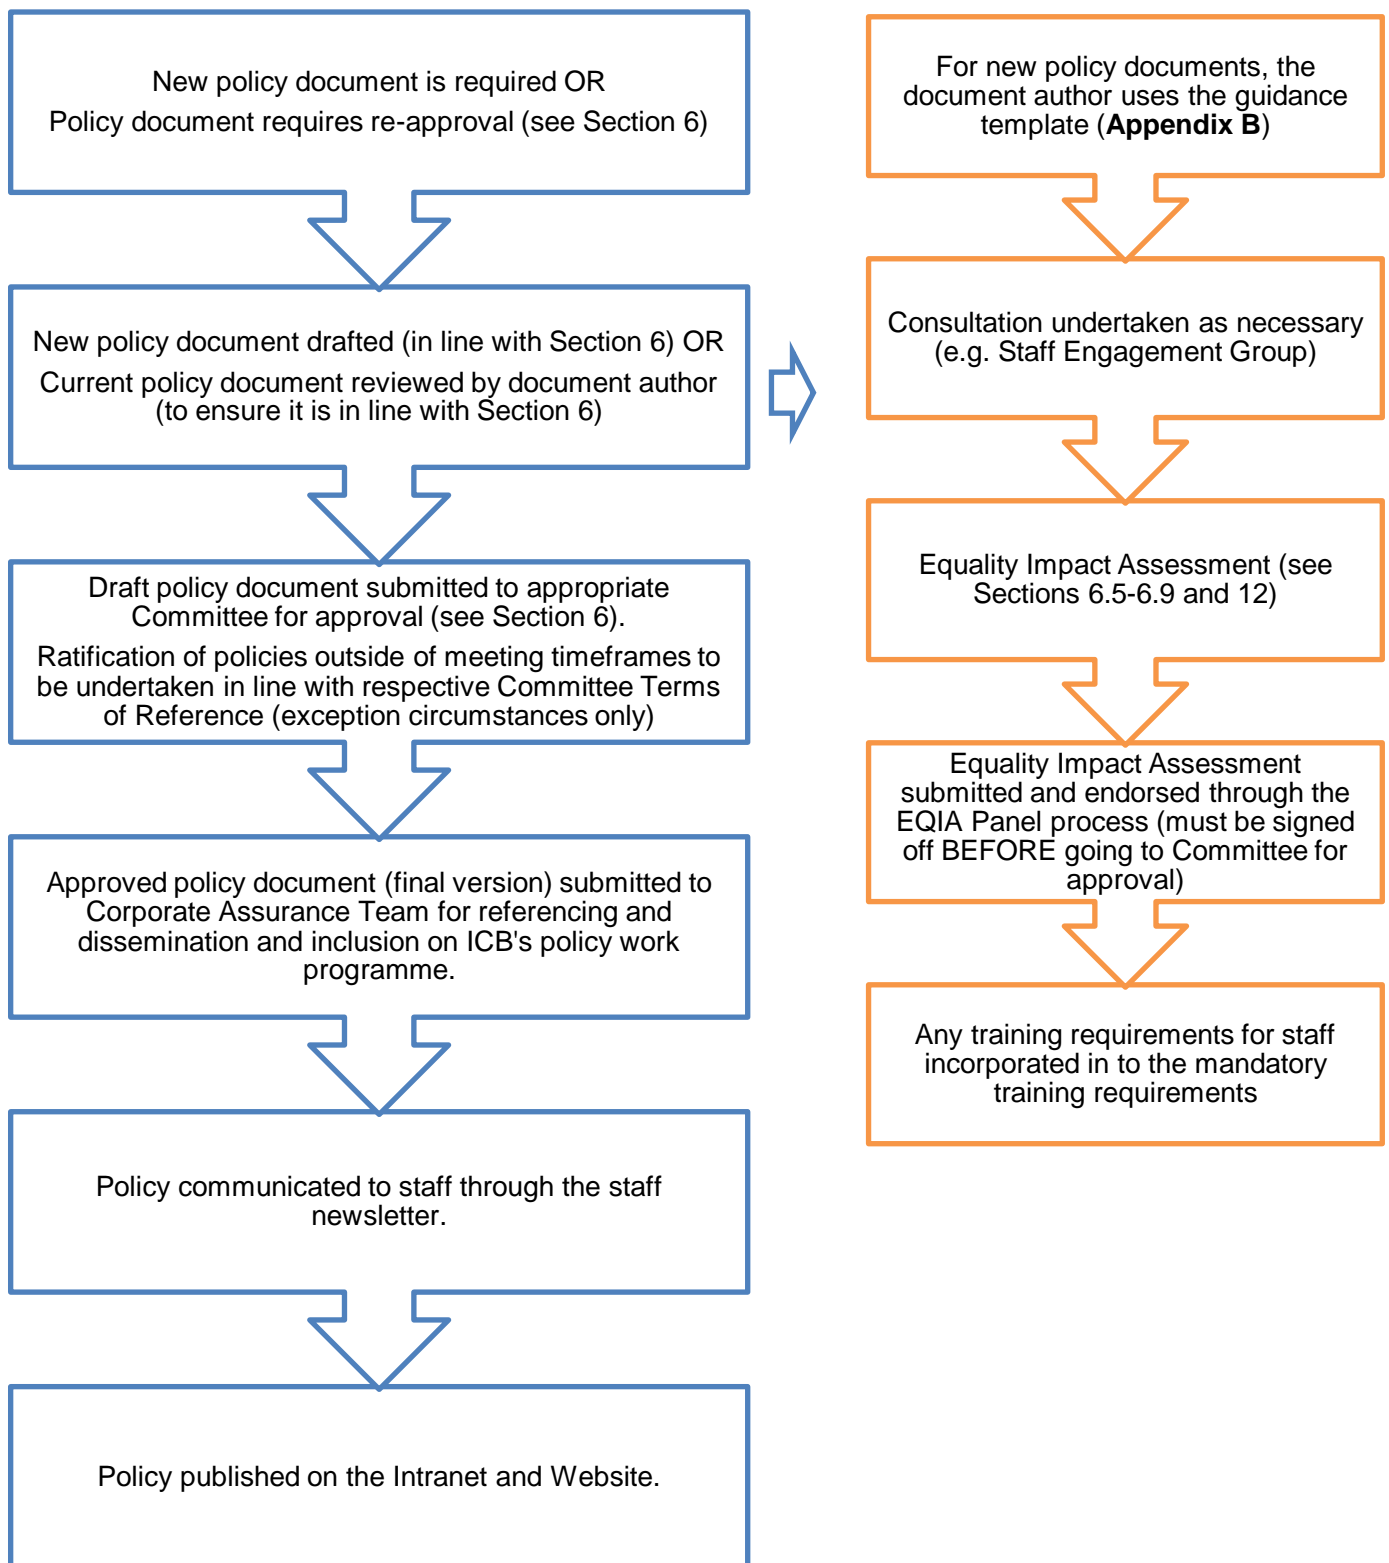 New policy document is required OR
Policy document requires re-approval (see Section 6)
New policy document drafted (in line with Section 6) OR
Current policy document reviewed by document author
(to ensure it is in line with Section 6)
Draft policy document submitted to appropriate
Committee for approval (see Section 6).
Ratification of policies outside of meeting timeframes to
be undertaken in line with respective Committee Terms
of Reference (exception circumstances only)
Approved policy document (final version) submitted to
Corporate Assurance Team for referencing and
dissemination and inclusion on ICB's policy work
programme.
Policy communicated to staff through the staff
newsletter.
Policy published on the Intranet and Website.
For new policy documents, the
document author uses the guidance
template (Appendix B)
Consultation undertaken as necessary
(e.g. Staff Engagement Group)
Equality Impact Assessment (see
Sections 6.5-6.9 and 12)
Equality Impact Assessment
submitted and endorsed through the
EQIA Panel process (must be signed
off BEFORE going to Committee for
approval)
Any training requirements for staff
incorporated in to the mandatory
training requirements